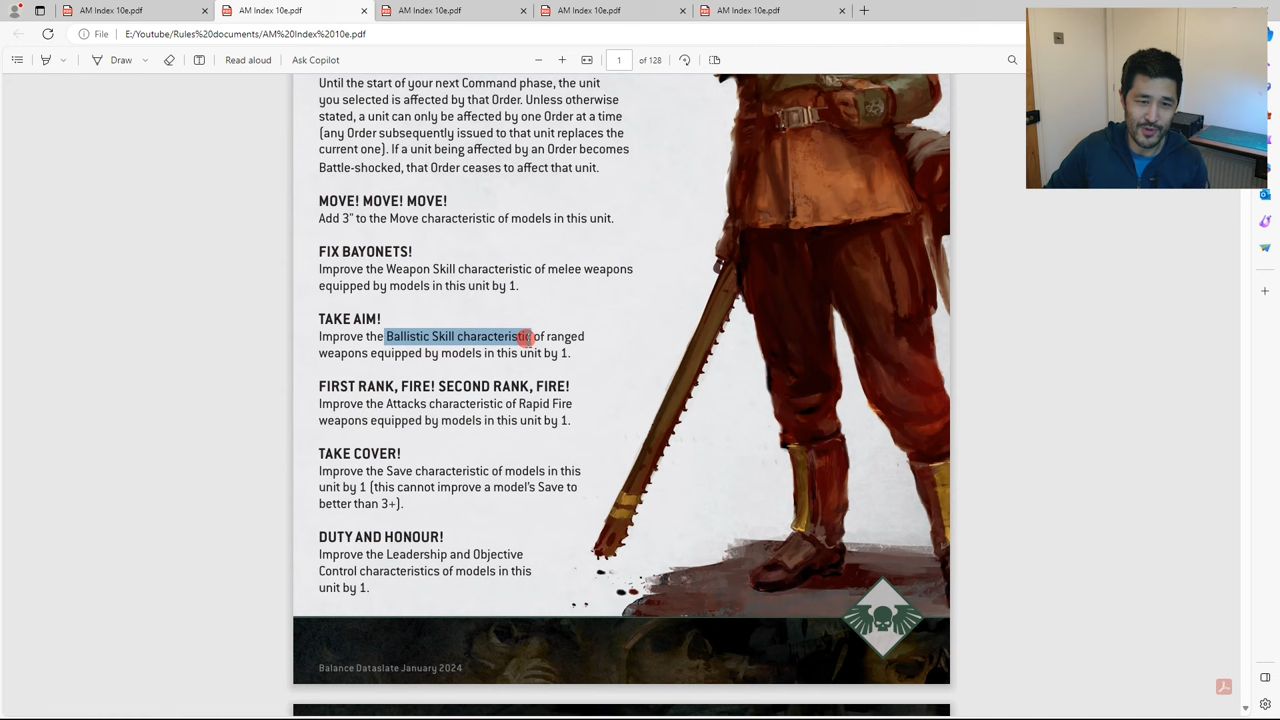 AM Index 10e.pdf
AM Index 10e.pdf
AM Index 10e.pdf
AM Index 10e.pdf
AM Index 10e.pdf
File E:/Youtube/Rules%20documents/AM%20Index%2010e.pdf
Draw Read aloud Ask Copilot 1 of 128
Until the start of your next Command phase, the unit
you selected is affected by that Order. Unless otherwise
stated, a unit can only be affected by one Order at a time
(any Order subsequently issued to that unit replaces the
current one). If a unit being affected by an Order becomes
Battle-shocked, that Order ceases to affect that unit.
MOVE! MOVE! MOVE!
Add 3" to the Move characteristic of models in this unit.
FIX BAYONETS!
Improve the Weapon Skill characteristic of melee weapons
equipped by models in this unit by 1.
TAKE AIM!
Improve the Ballistic Skill characteristic of ranged
weapons equipped by models in this unit by 1.
FIRST RANK, FIRE! SECOND RANK, FIRE!
Improve the Attacks characteristic of Rapid Fire
weapons equipped by models in this unit by 1.
TAKE COVER!
Improve the Save characteristic of models in this
unit by 1 (this cannot improve a model's Save to
better than 3+).
DUTY AND HONOUR!
Improve the Leadership and Objective
Control characteristics of models in this
unit by 1.
Balance Dataslate January 2024